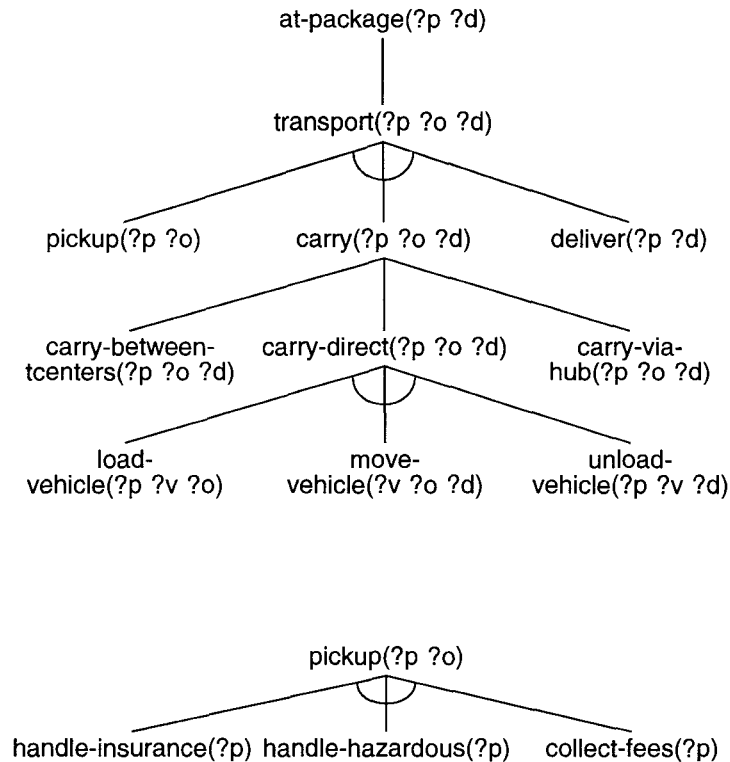 at-package(?p ?d)
transport(?p ?o ?d)
pickup(?p ?o) carry(?p ?o ?d) deliver(?p ?d)
carry-between- carry-direct(?p ?o ?d) carry-via-
tcenters(?p ?o ?d) hub(?p ?o ?d)
load- move- unload-
vehicle(?p ?v ?o) vehicle(?v ?o ?d) vehicle(?p ?v ?d)
pickup(?p ?o)
handle-insurance(?p) handle-hazardous(?p) collect-fees(?p)